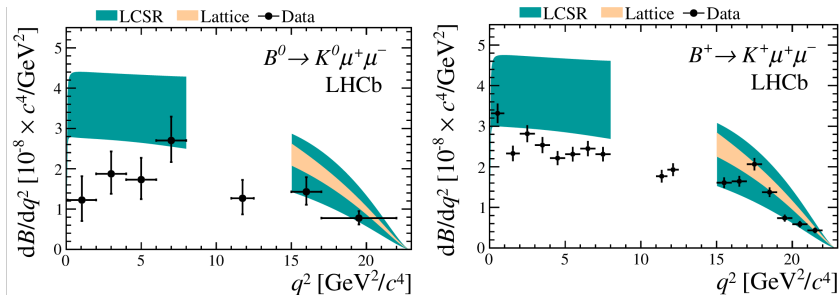 LCSR Lattice Data
B⁰→ K⁰μ⁺μ⁻
LHCb
dB/dq² [10⁻⁸ × c⁴/GeV²]
5
4
3
2
1
0
0 5 10 15 20
q² [GeV²/c⁴]
LCSR Lattice Data
B⁺→ K⁺μ⁺μ⁻
LHCb
dB/dq² [10⁻⁸ × c⁴/GeV²]
5
4
3
2
1
0
0 5 10 15 20
q² [GeV²/c⁴]